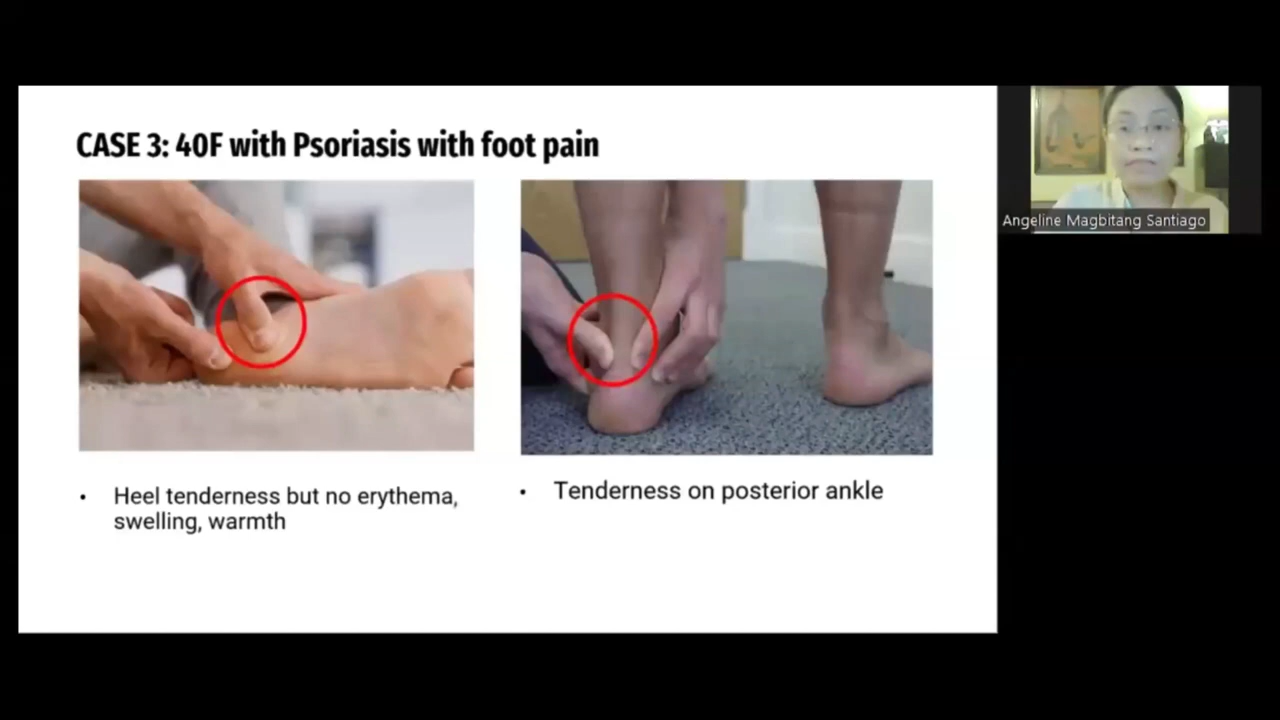 CASE 3: 40F with Psoriasis with foot pain
Angeline Magbitang Santiago
• Heel tenderness but no erythema,
swelling, warmth
• Tenderness on posterior ankle